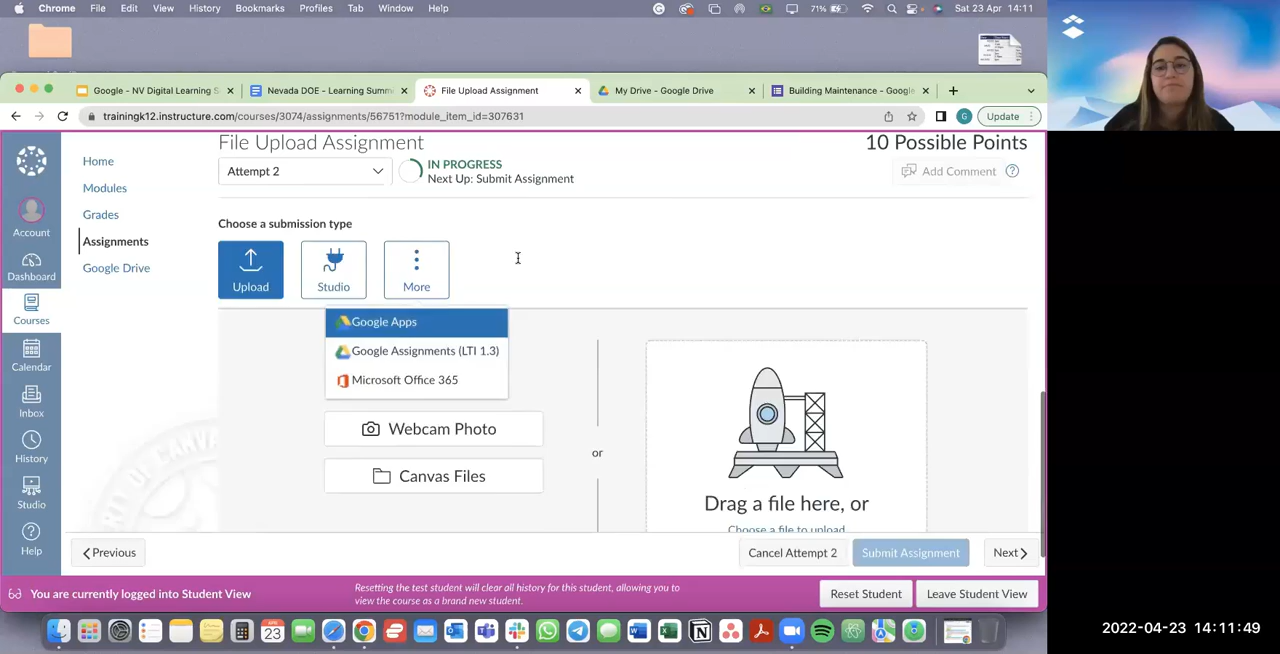 Chrome File Edit View History Bookmarks Profiles Tab Window Help 71% Sat 23 Apr 14:11
Google - NV Digital Learning S
Nevada DOE - Learning Summ
File Upload Assignment
My Drive - Google Drive
Building Maintenance - Google
trainingk12.instructure.com/courses/3074/assignments/56751?module_item_id=307631
G
Update
File Upload Assignment
10 Possible Points
Attempt 2
IN PROGRESS
Next Up: Submit Assignment
Add Comment
Home
Modules
Grades
Assignments
Google Drive
Account
Dashboard
Courses
Calendar
Inbox
History
Studio
Help
Choose a submission type
Upload
Studio
More
Google Apps
Google Assignments (LTI 1.3)
Microsoft Office 365
Webcam Photo
Canvas Files
or
Drag a file here, or
Choose a file to upload
Previous
Cancel Attempt 2
Submit Assignment
Next
You are currently logged into Student View
Resetting the test student will clear all history for this student, allowing you to
view the course as a brand new student.
Reset Student
Leave Student View
2022-04-23 14:11:49